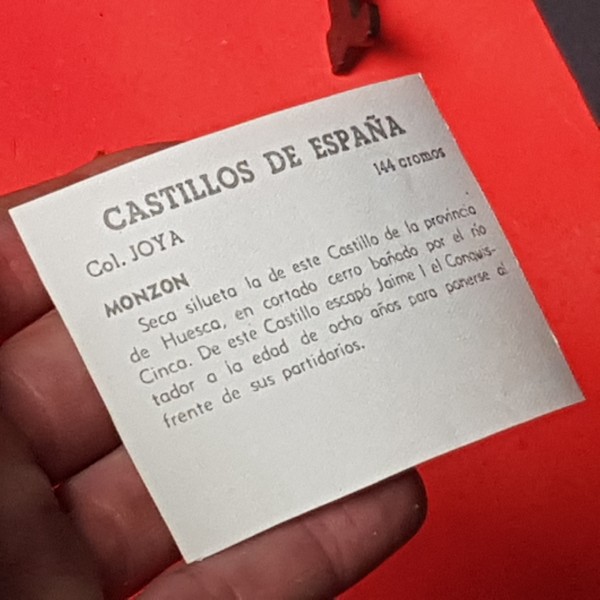 CASTILLOS DE ESPAÑA
144 cromos
Col. JOYA
MONZON
Seca silueta la de este Castillo de la provincia
de Huesca, en cortado cerro bañado por el río
Cinca. De este Castillo escapó Jaime I el Conquis-
tador a la edad de ocho años para ponerse al
frente de sus partidarios.